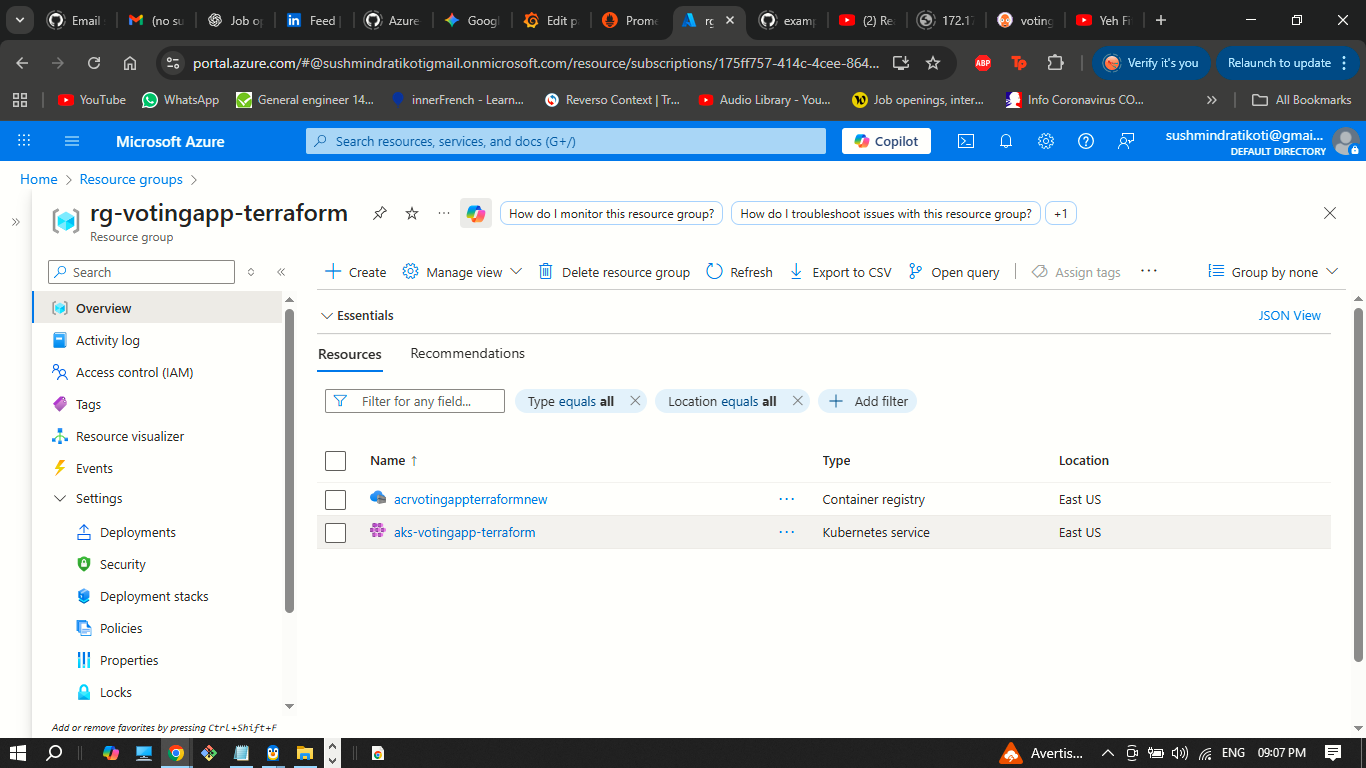 Email
(no su
Job op
Feed |
Azure
Googl
Edit p
Prome
rg
examp
(2) Re
172.17
voting
Yeh Fi
portal.azure.com/#@sushmindratikotigmail.onmicrosoft.com/resource/subscriptions/175ff757-414c-4cee-864...
ABP
Verify it's you
Relaunch to update
YouTube
WhatsApp
General engineer 14...
innerFrench - Learn...
Reverso Context | Tr...
Audio Library - You...
Job openings, inter...
Info Coronavirus CO...
All Bookmarks
Microsoft Azure
Search resources, services, and docs (G+/)
Copilot
sushmindratikoti@gmai...
DEFAULT DIRECTORY
Home > Resource groups >
rg-votingapp-terraform
How do I monitor this resource group?
How do I troubleshoot issues with this resource group?
+1
Resource group
Search
Create
Manage view
Delete resource group
Refresh
Export to CSV
Open query
Assign tags
Group by none
Overview
Activity log
Access control (IAM)
Tags
Resource visualizer
Events
Settings
Deployments
Security
Deployment stacks
Policies
Properties
Locks
Add or remove favorites by pressing Ctrl+Shift+F
Essentials
JSON View
Resources
Recommendations
Filter for any field...
Type equals all
Location equals all
Add filter
Name ↑
Type
Location
acrvotingappterraformnew
Container registry
East US
aks-votingapp-terraform
Kubernetes service
East US
Avertis...
ENG
09:07 PM